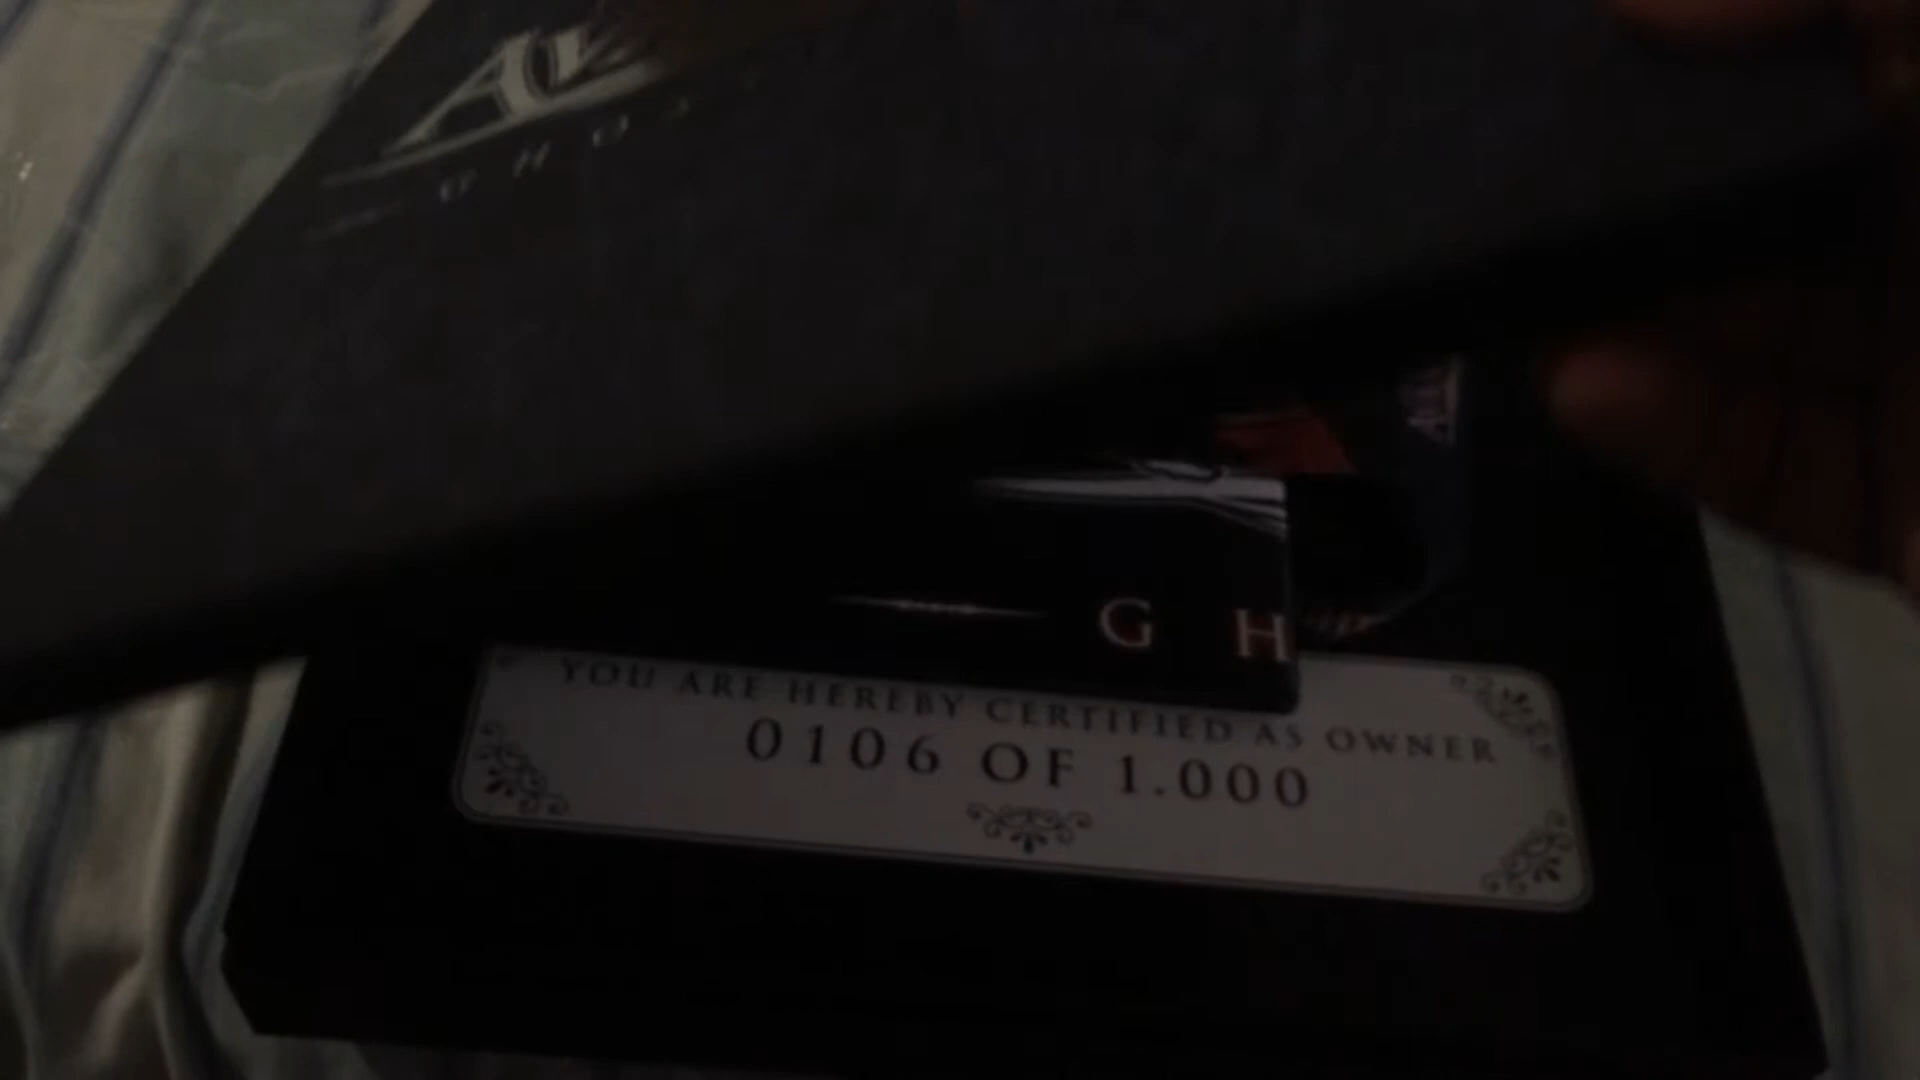 G H O
G H
YOU ARE HEREBY CERTIFIED AS OWNER
0106 OF 1.000